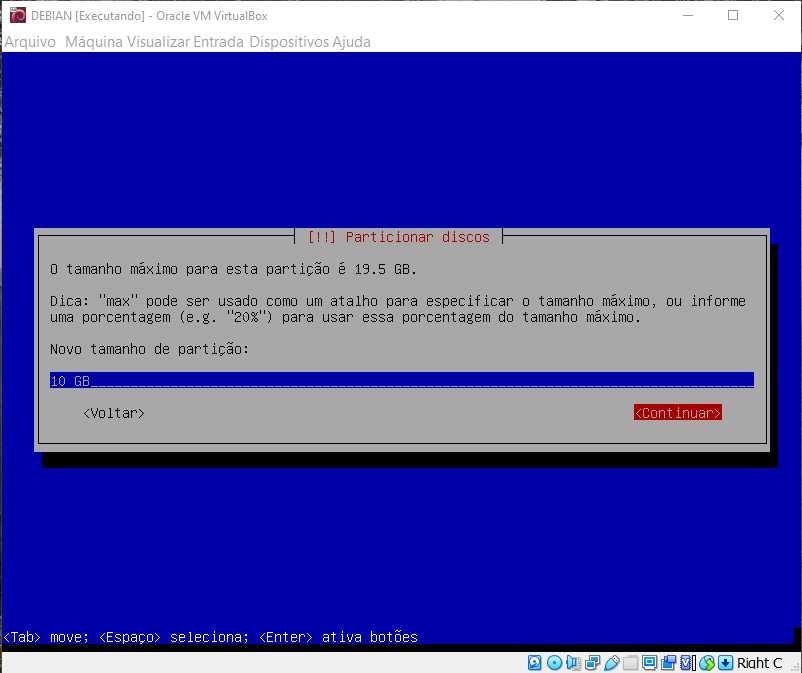 DEBIAN [Executando] - Oracle VM VirtualBox
Arquivo Máquina Visualizar Entrada Dispositivos Ajuda
[!!] Particionar discos
O tamanho máximo para esta partição é 19.5 GB.
Dica: "max" pode ser usado como um atalho para especificar o tamanho máximo, ou informe
uma porcentagem (e.g. "20%") para usar essa porcentagem do tamanho máximo.
Novo tamanho de partição:
10 GB
<Voltar> <Continuar>
<Tab> move; <Espaço> seleciona; <Enter> ativa botões
Right C